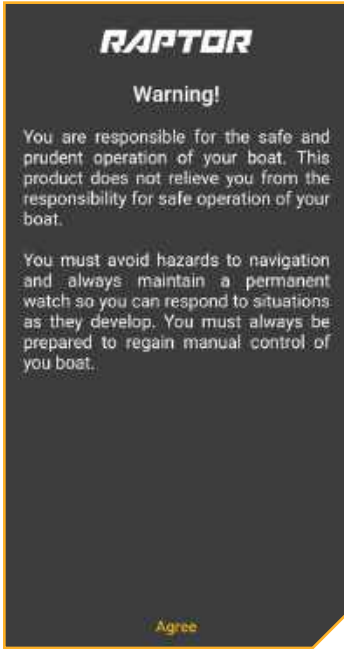 RAPTOR
Warning!
You are responsible for the safe and
prudent operation of your boat. This
product does not relieve you from the
responsibility for safe operation of your
boat.
You must avoid hazards to navigation
and always maintain a permanent
watch so you can respond to situations
as they develop. You must always be
prepared to regain manual control of
you boat.
Agree